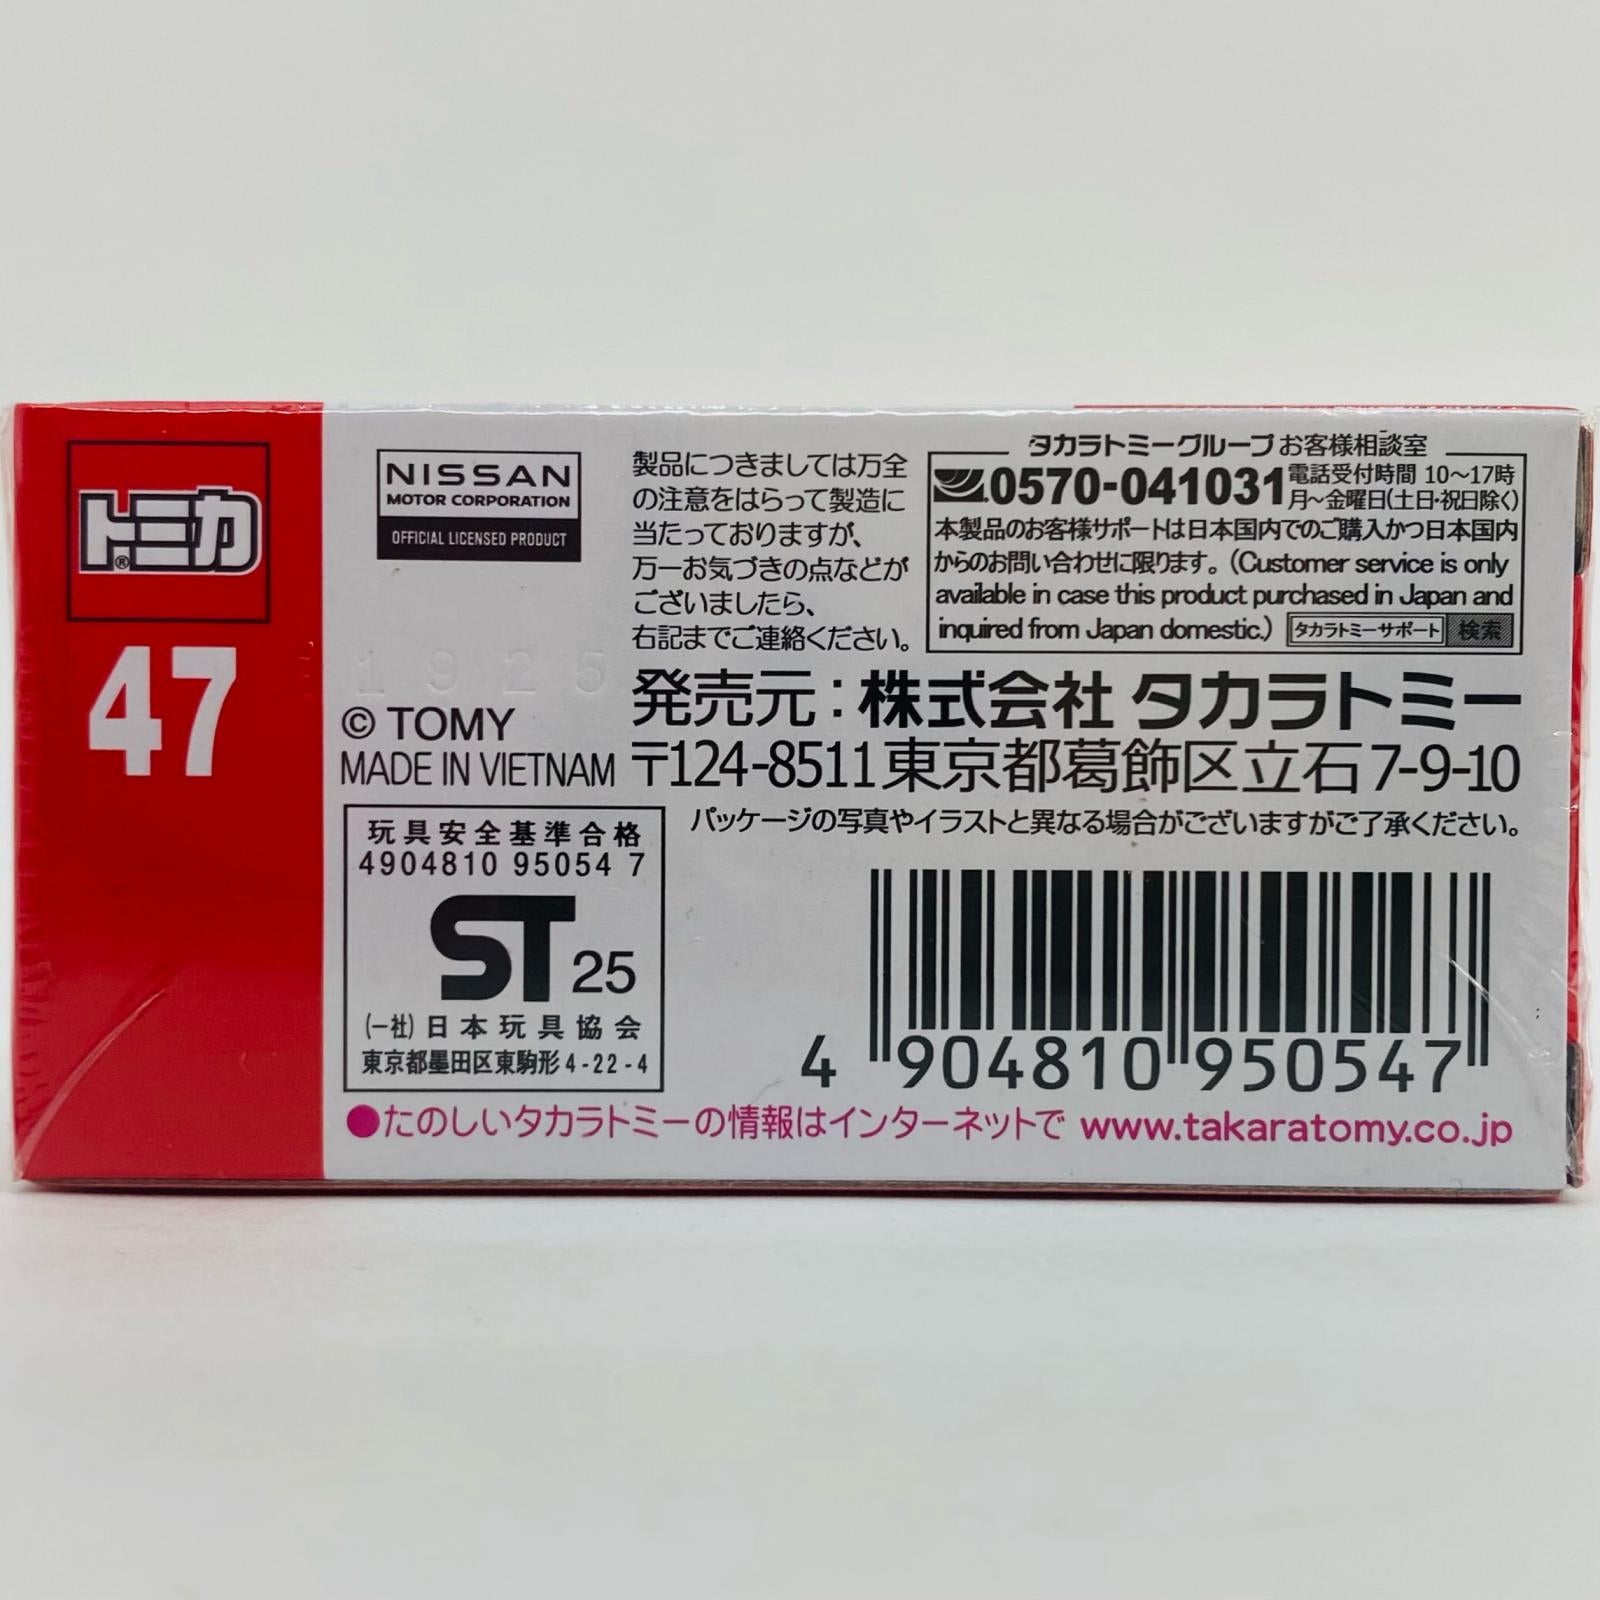 トミカ®
47
NISSAN
MOTOR CORPORATION
OFFICIAL LICENSED PRODUCT
1925
© TOMY
MADE IN VIETNAM
製品につきましては万全
の注意をはらって製造に
当たっておりますが、
万一お気づきの点などが
ございましたら、
右記までご連絡ください。
タカラトミーグループお客様相談室
0570-041031 電話受付時間 10〜17時
月〜金曜日(土日・祝日除く)
本製品のお客様サポートは日本国内でのご購入かつ日本国内
からのお問い合わせに限ります。(Customer service is only
available in case this product purchased in Japan and
inquired from Japan domestic.) タカラトミーサポート 検索
発売元：株式会社 タカラトミー
〒124-8511 東京都葛飾区立石 7-9-10
パッケージの写真やイラストと異なる場合がございますがご了承ください。
玩具安全基準合格
4904810 95054 7
ST 25
(一社)日本玩具協会
東京都墨田区東駒形 4-22-4
4 904810 950547
●たのしいタカラトミーの情報はインターネットで www.takaratomy.co.jp